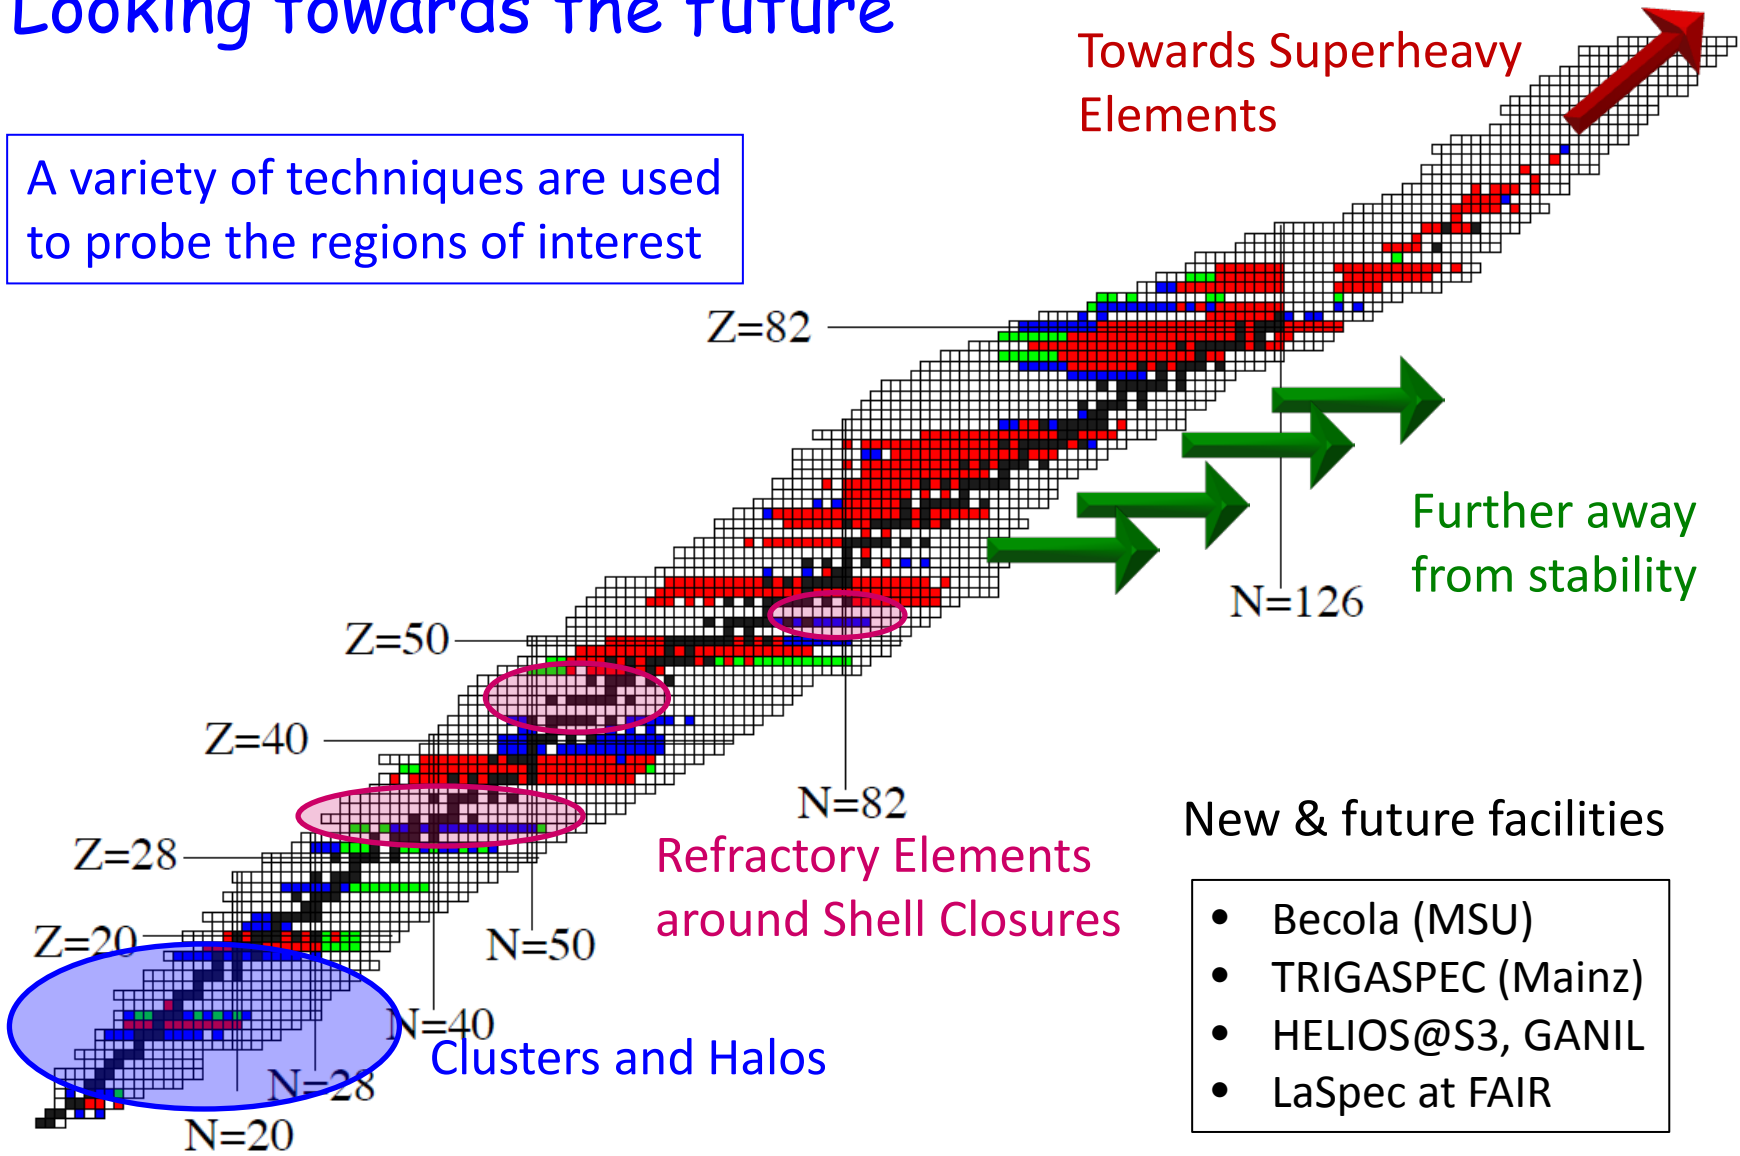 Looking towards the future
Towards Superheavy
Elements
A variety of techniques are used
to probe the regions of interest
Z=82
Further away
from stability
N=126
Z=50
Z=40
N=82
New & future facilities
Z=28
Refractory Elements
around Shell Closures
• Becola (MSU)
• TRIGASPEC (Mainz)
• HELIOS@S3, GANIL
• LaSpec at FAIR
Z=20
N=50
N=40
Clusters and Halos
N=28
N=20